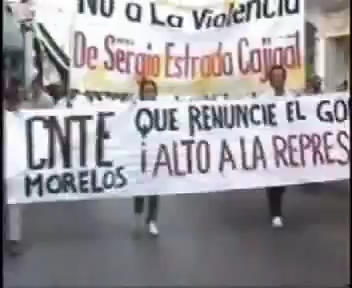 NO a La Violencia
De Sergio Estrada Cajigal
CNTE
MORELOS
QUE RENUNCIE EL GO
¡ALTO A LA REPRES